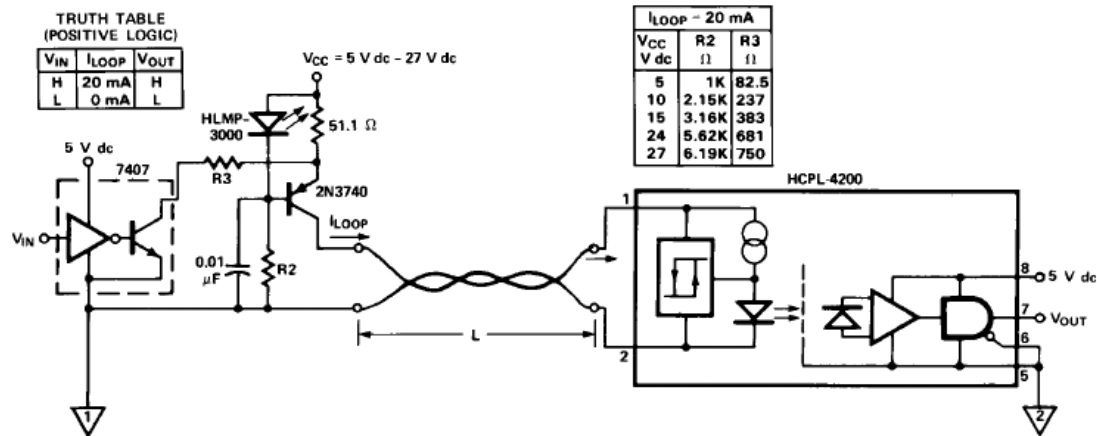 TRUTH TABLE
(POSITIVE LOGIC)
VIN ILOOP VOUT
H 20 mA H
L 0 mA L
VCC = 5 V dc – 27 V dc
HLMP-
3000
51.1 Ω
5 V dc
7407
R3
2N3740
VIN
ILOOP
0.01
μF
R2
L
1
ILOOP – 20 mA
VCC R2 R3
V dc Ω Ω
5 1K 82.5
10 2.15K 237
15 3.16K 383
24 5.62K 681
27 6.19K 750
HCPL-4200
1
2
8 5 V dc
7 VOUT
6
5
2